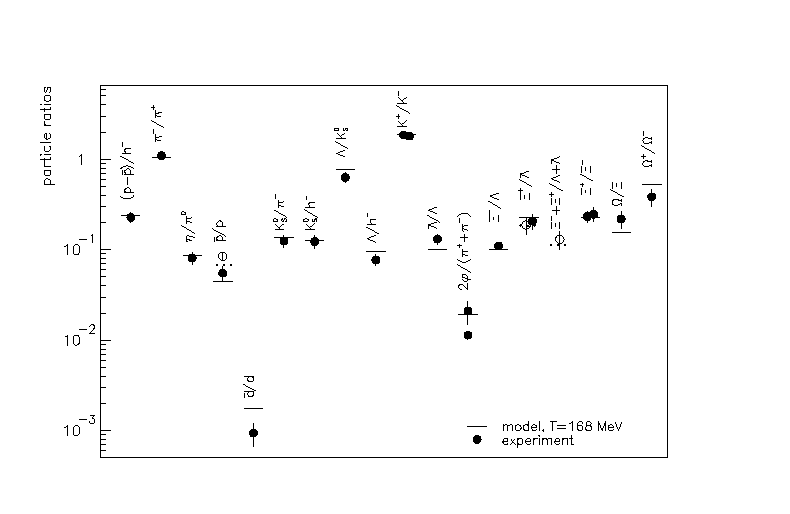 particle ratios
1
10⁻¹
10⁻²
10⁻³
(p-p̄)/h⁻
π⁻/π⁺
η/π⁰
p̄/p
d̄/d
K⁰ₛ/π⁻
K⁰ₛ/h⁻
Λ/K⁰ₛ
Λ/h⁻
K⁺/K⁻
Λ̄/Λ
2φ/(π⁺+π⁻)
Ξ⁻/Λ
Ξ⁺/Λ̄
Ξ⁻+Ξ⁺/Λ+Λ̄
Ξ⁺/Ξ⁻
Ω/Ξ
Ω⁺/Ω⁻
model, T=168 MeV
experiment